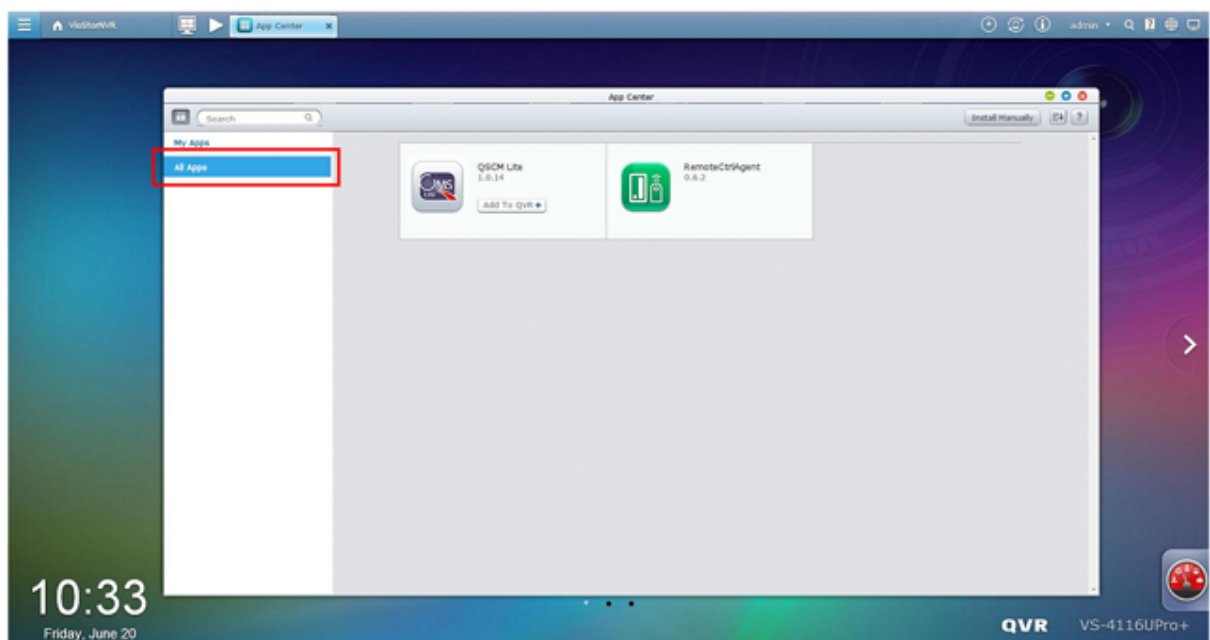 VioStorNVR
App Center
admin
App Center
Search
Install Manually
My Apps
All Apps
QSCM Lite
1.0.14
Add To QVR +
RemoteCtrlAgent
0.6.2
10:33
Friday, June 20
QVR VS-4116UPro+